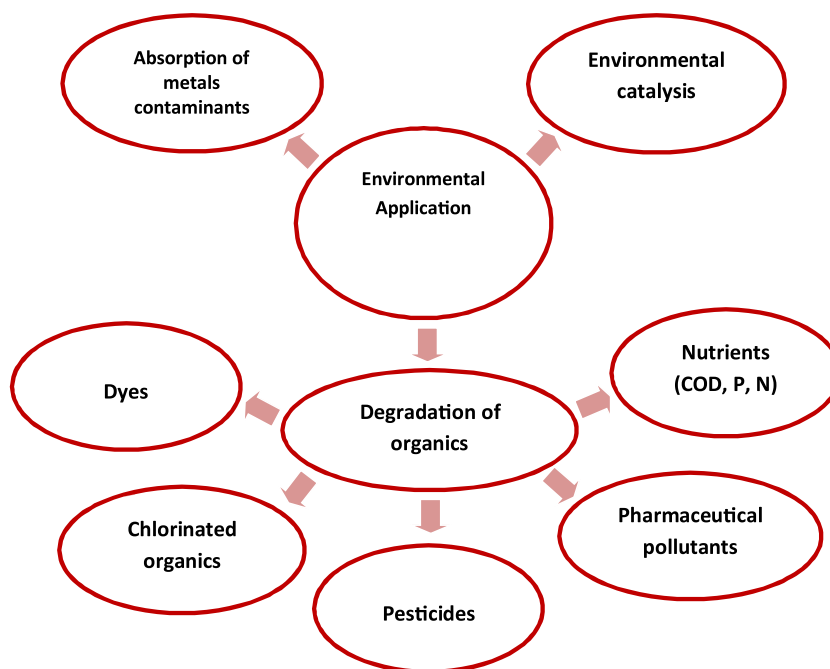 Absorption of
metals
contaminants
Environmental
catalysis
Environmental
Application
Dyes
Degradation of
organics
Nutrients
(COD, P, N)
Chlorinated
organics
Pesticides
Pharmaceutical
pollutants